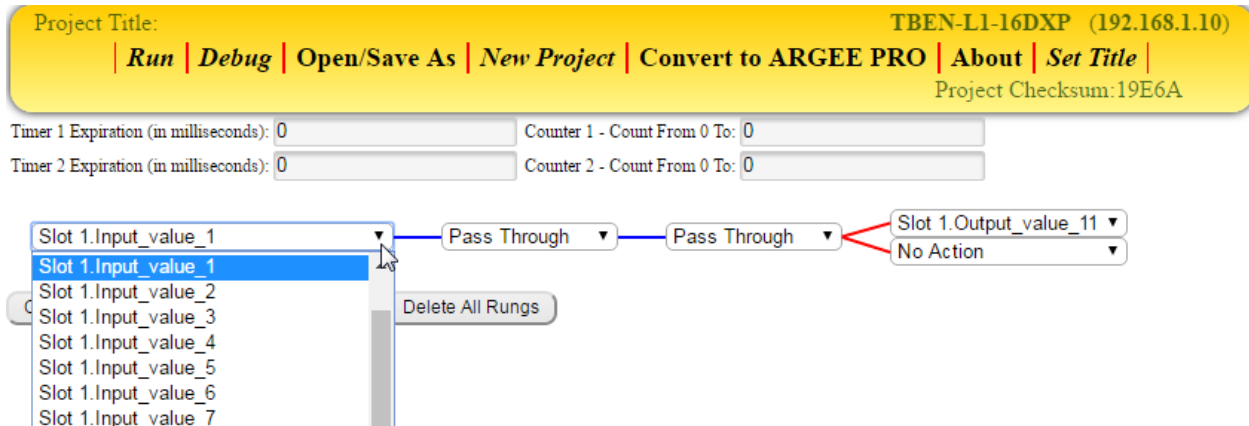 Project Title: TBEN-L1-16DXP (192.168.1.10)
Run | Debug | Open/Save As | New Project | Convert to ARGEE PRO | About | Set Title
Project Checksum:19E6A
Timer 1 Expiration (in milliseconds): 0 Counter 1 - Count From 0 To: 0
Timer 2 Expiration (in milliseconds): 0 Counter 2 - Count From 0 To: 0
Slot 1.Input_value_1 Pass Through Pass Through Slot 1.Output_value_11
No Action
Slot 1.Input_value_1
Slot 1.Input_value_2
Slot 1.Input_value_3
Delete All Rungs
Slot 1.Input_value_4
Slot 1.Input_value_5
Slot 1.Input_value_6
Slot 1.Input_value_7